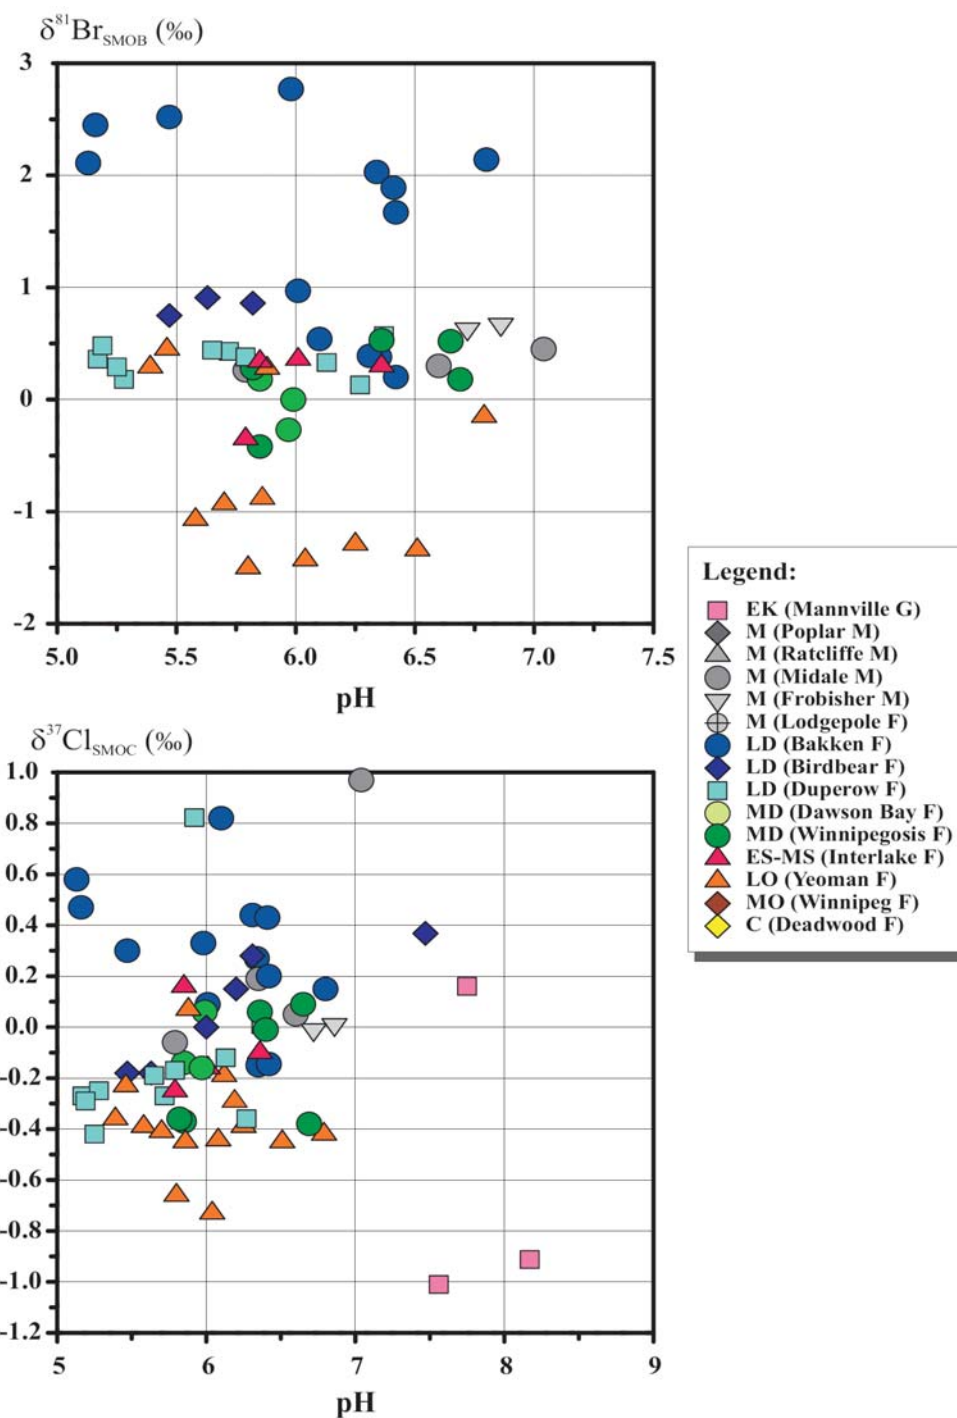 δ⁸¹Br SMOB (‰)
3
2
1
0
-1
-2
5.0 5.5 6.0 6.5 7.0 7.5
pH
δ³⁷Cl SMOC (‰)
1.0
0.8
0.6
0.4
0.2
0.0
-0.2
-0.4
-0.6
-0.8
-1.0
-1.2
5 6 7 8 9
pH
Legend:
EK (Mannville G)
M (Poplar M)
M (Ratcliffe M)
M (Midale M)
M (Frobisher M)
M (Lodgepole F)
LD (Bakken F)
LD (Birdbear F)
LD (Duperow F)
MD (Dawson Bay F)
MD (Winnipegosis F)
ES-MS (Interlake F)
LO (Yeoman F)
MO (Winnipeg F)
C (Deadwood F)